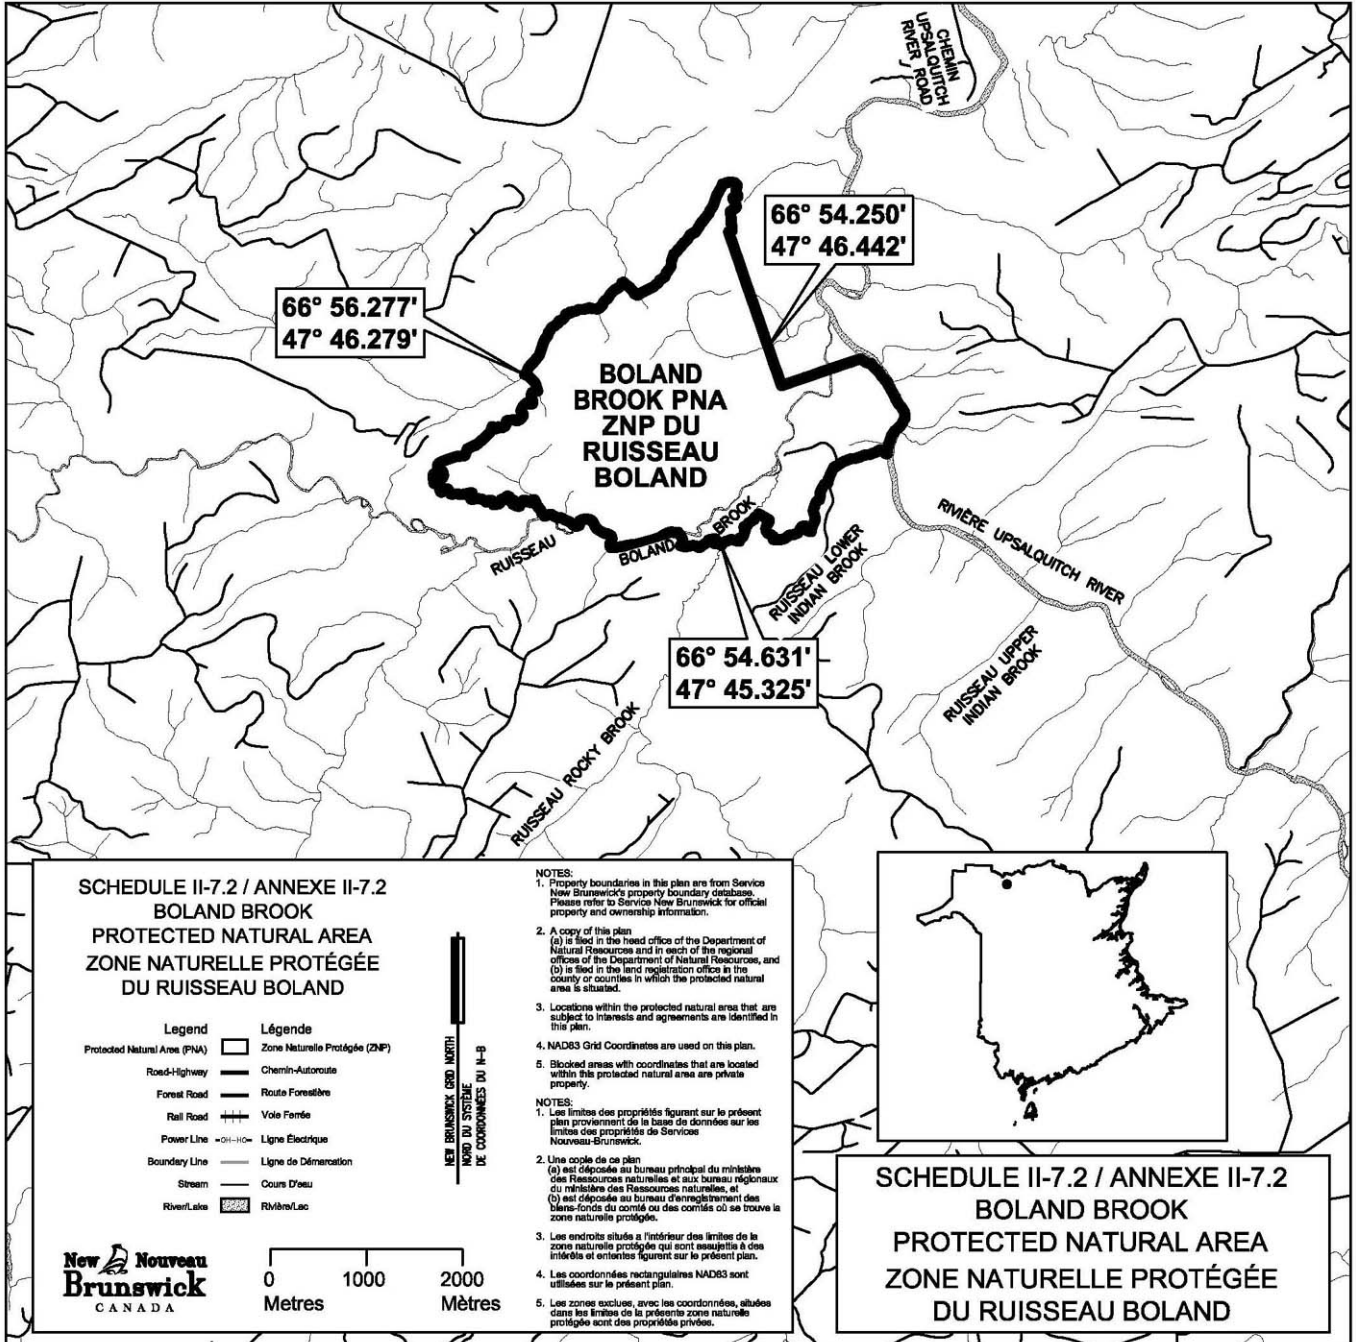 CHEMIN
UPSALQUITCH
RIVER ROAD
66° 54.250'
47° 46.442'
66° 56.277'
47° 46.279'
BOLAND
BROOK PNA
ZNP DU
RUISSEAU
BOLAND
RUISSEAU
BOLAND
BROOK
RUISSEAU LOWER
INDIAN BROOK
RIVIÈRE UPSALQUITCH RIVER
66° 54.631'
47° 45.325'
RUISSEAU UPPER
INDIAN BROOK
RUISSEAU ROCKY BROOK
SCHEDULE II-7.2 / ANNEXE II-7.2
BOLAND BROOK
PROTECTED NATURAL AREA
ZONE NATURELLE PROTÉGÉE
DU RUISSEAU BOLAND
Legend Légende
Protected Natural Area (PNA) Zone Naturelle Protégée (ZNP)
Road-Highway Chemin-Autoroute
Forest Road Route Forestière
Rail Road Voie Ferrée
Power Line -OH-HO- Ligne Électrique
Boundary Line Ligne de Démarcation
Stream Cours D'eau
River/Lake Rivière/Lac
NEW BRUNSWICK GRID NORTH
NORD DU SYSTÈME
DE COORDONNÉES DU N-B
New Nouveau
Brunswick
CANADA
0 1000 2000
Metres Mètres
NOTES:
1. Property boundaries in this plan are from Service
New Brunswick's property boundary database.
Please refer to Service New Brunswick for official
property and ownership information.
2. A copy of this plan
(a) is filed in the head office of the Department of
Natural Resources and in each of the regional
offices of the Department of Natural Resources, and
(b) is filed in the land registration office in the
county or counties in which the protected natural
area is situated.
3. Locations within the protected natural area that are
subject to interests and agreements are identified in
this plan.
4. NAD83 Grid Coordinates are used on this plan.
5. Blocked areas with coordinates that are located
within this protected natural area are private
property.
NOTES:
1. Les limites des propriétés figurant sur le présent
plan proviennent de la base de données sur les
limites des propriétés de Services
Nouveau-Brunswick.
2. Une copie de ce plan
(a) est déposée au bureau principal du ministère
des Ressources naturelles et aux bureau régionaux
du ministère des Ressources naturelles, et
(b) est déposée au bureau d'enregistrement des
biens-fonds du comté ou des comtés où se trouve la
zone naturelle protégée.
3. Les endroits situés a l'intérieur des limites de la
zone naturelle protégée qui sont assujettis à des
intérêts et ententes figurent sur le présent plan.
4. Les coordonnées rectangulaires NAD83 sont
utilisées sur le présent plan.
5. Les zones exclues, avec les coordonnées, situées
dans les limites de la présente zone naturelle
protégée sont des propriétés privées.
SCHEDULE II-7.2 / ANNEXE II-7.2
BOLAND BROOK
PROTECTED NATURAL AREA
ZONE NATURELLE PROTÉGÉE
DU RUISSEAU BOLAND